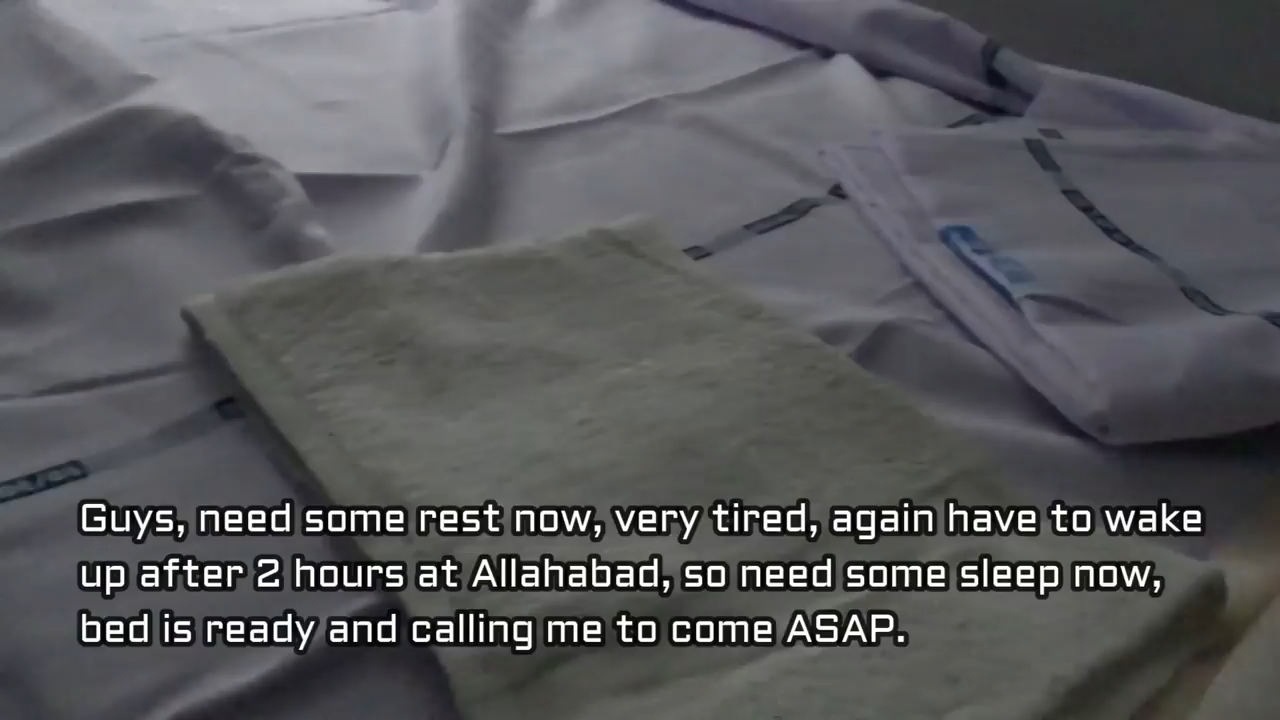 Guys, need some rest now, very tired, again have to wake
up after 2 hours at Allahabad, so need some sleep now,
bed is ready and calling me to come ASAP.